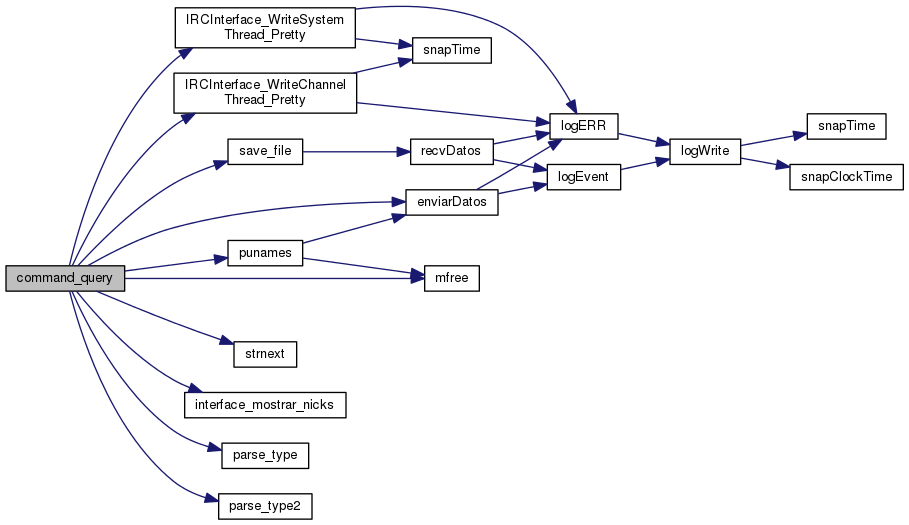 IRCInterface_WriteSystem
Thread_Pretty
snapTime
IRCInterface_WriteChannel
Thread_Pretty
logERR
snapTime
save_file
recvDatos
logWrite
logEvent
snapClockTime
enviarDatos
punames
command_query
mfree
strnext
interface_mostrar_nicks
parse_type
parse_type2